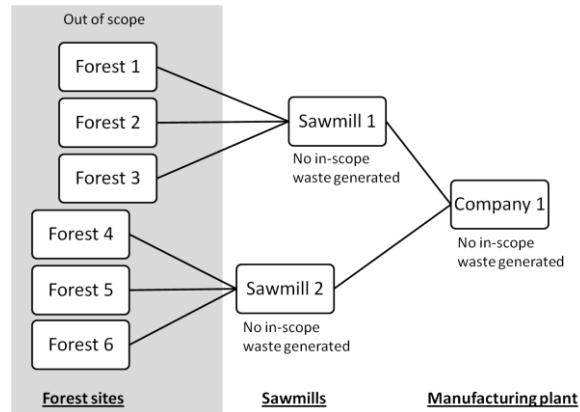 Out of scope
Forest 1
Forest 2
Forest 3
Forest 4
Forest 5
Forest 6
Sawmill 1
No in-scope
waste generated
Sawmill 2
No in-scope
waste generated
Company 1
No in-scope
waste generated
Forest sites
Sawmills
Manufacturing plant